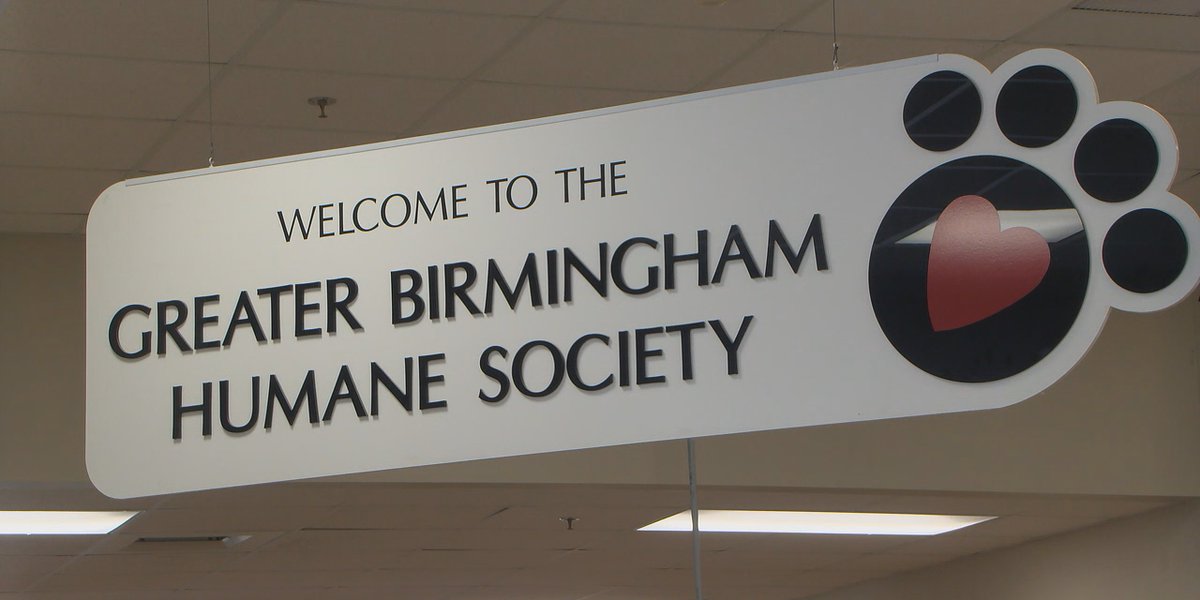 WELCOME TO THE
GREATER BIRMINGHAM
HUMANE SOCIETY